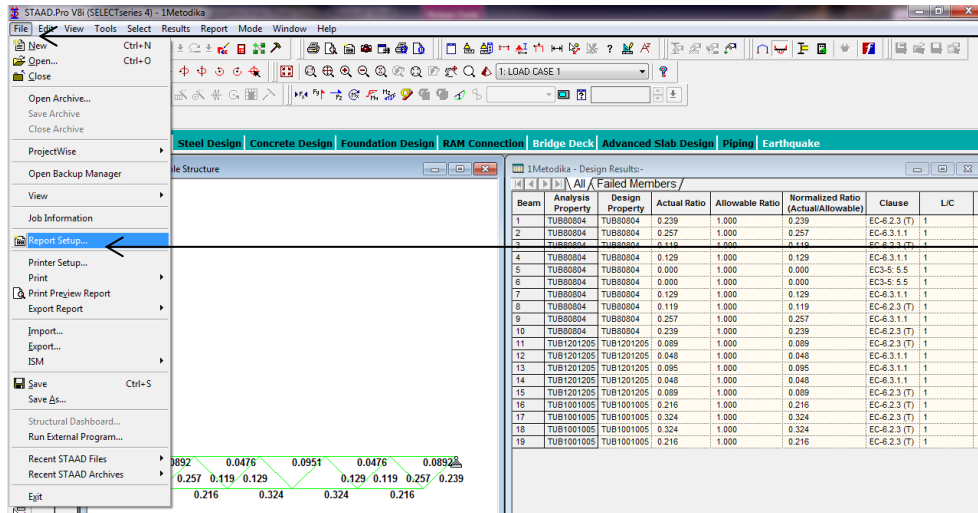 STAAD.Pro V8i (SELECTseries 4) - 1Metodika
File Edit View Tools Select Results Report Mode Window Help
New Ctrl+N
Open... Ctrl+O
Close
Open Archive...
Save Archive
Close Archive
ProjectWise
Open Backup Manager
View
Job Information
Report Setup...
Printer Setup...
Print
Print Preview Report
Export Report
Import...
Export...
ISM
Save Ctrl+S
Save As...
Structural Dashboard...
Run External Program...
Recent STAAD Files
Recent STAAD Archives
Exit
1: LOAD CASE 1
Steel Design Concrete Design Foundation Design RAM Connection Bridge Deck Advanced Slab Design Piping Earthquake
le Structure
0892 0.0476 0.0951 0.0476 0.0892
0.257 0.119 0.129 0.129 0.119 0.257 0.239
0.216 0.324 0.324 0.216
1Metodika - Design Results:-
All Failed Members
Beam Analysis Property Design Property Actual Ratio Allowable Ratio Normalized Ratio (Actual/Allowable) Clause L/C
1 TUB80804 TUB80804 0.239 1.000 0.239 EC-6.2.3 (T) 1
2 TUB80804 TUB80804 0.257 1.000 0.257 EC-6.3.1.1 1
3 TUB80804 TUB80804 0.119 1.000 0.119 EC-6.2.3 (T) 1
4 TUB80804 TUB80804 0.129 1.000 0.129 EC-6.3.1.1 1
5 TUB80804 TUB80804 0.000 1.000 0.000 EC3-5: 5.5 1
6 TUB80804 TUB80804 0.000 1.000 0.000 EC3-5: 5.5 1
7 TUB80804 TUB80804 0.129 1.000 0.129 EC-6.3.1.1 1
8 TUB80804 TUB80804 0.119 1.000 0.119 EC-6.2.3 (T) 1
9 TUB80804 TUB80804 0.257 1.000 0.257 EC-6.3.1.1 1
10 TUB80804 TUB80804 0.239 1.000 0.239 EC-6.2.3 (T) 1
11 TUB1201205 TUB1201205 0.089 1.000 0.089 EC-6.2.3 (T) 1
12 TUB1201205 TUB1201205 0.048 1.000 0.048 EC-6.3.1.1 1
13 TUB1201205 TUB1201205 0.095 1.000 0.095 EC-6.3.1.1 1
14 TUB1201205 TUB1201205 0.048 1.000 0.048 EC-6.3.1.1 1
15 TUB1201205 TUB1201205 0.089 1.000 0.089 EC-6.2.3 (T) 1
16 TUB1001005 TUB1001005 0.216 1.000 0.216 EC-6.2.3 (T) 1
17 TUB1001005 TUB1001005 0.324 1.000 0.324 EC-6.2.3 (T) 1
18 TUB1001005 TUB1001005 0.324 1.000 0.324 EC-6.2.3 (T) 1
19 TUB1001005 TUB1001005 0.216 1.000 0.216 EC-6.2.3 (T) 1